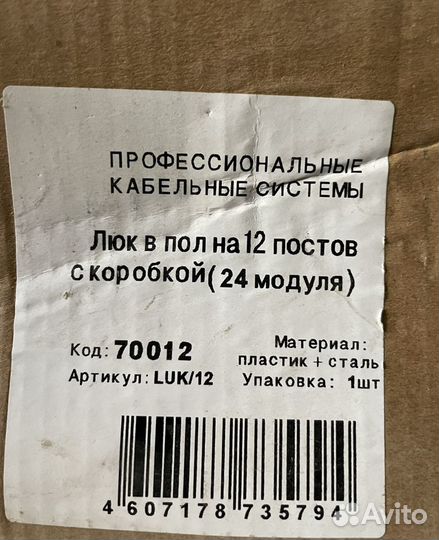 ПРОФЕССИОНАЛЬНЫЕ
КАБЕЛЬНЫЕ СИСТЕМЫ
Люк в пол на 12 постов
с коробкой (24 модуля)
Код: 70012
Артикул: LUK/12
Материал:
пластик + сталь
Упаковка: 1шт
4 607178 735794
Avito